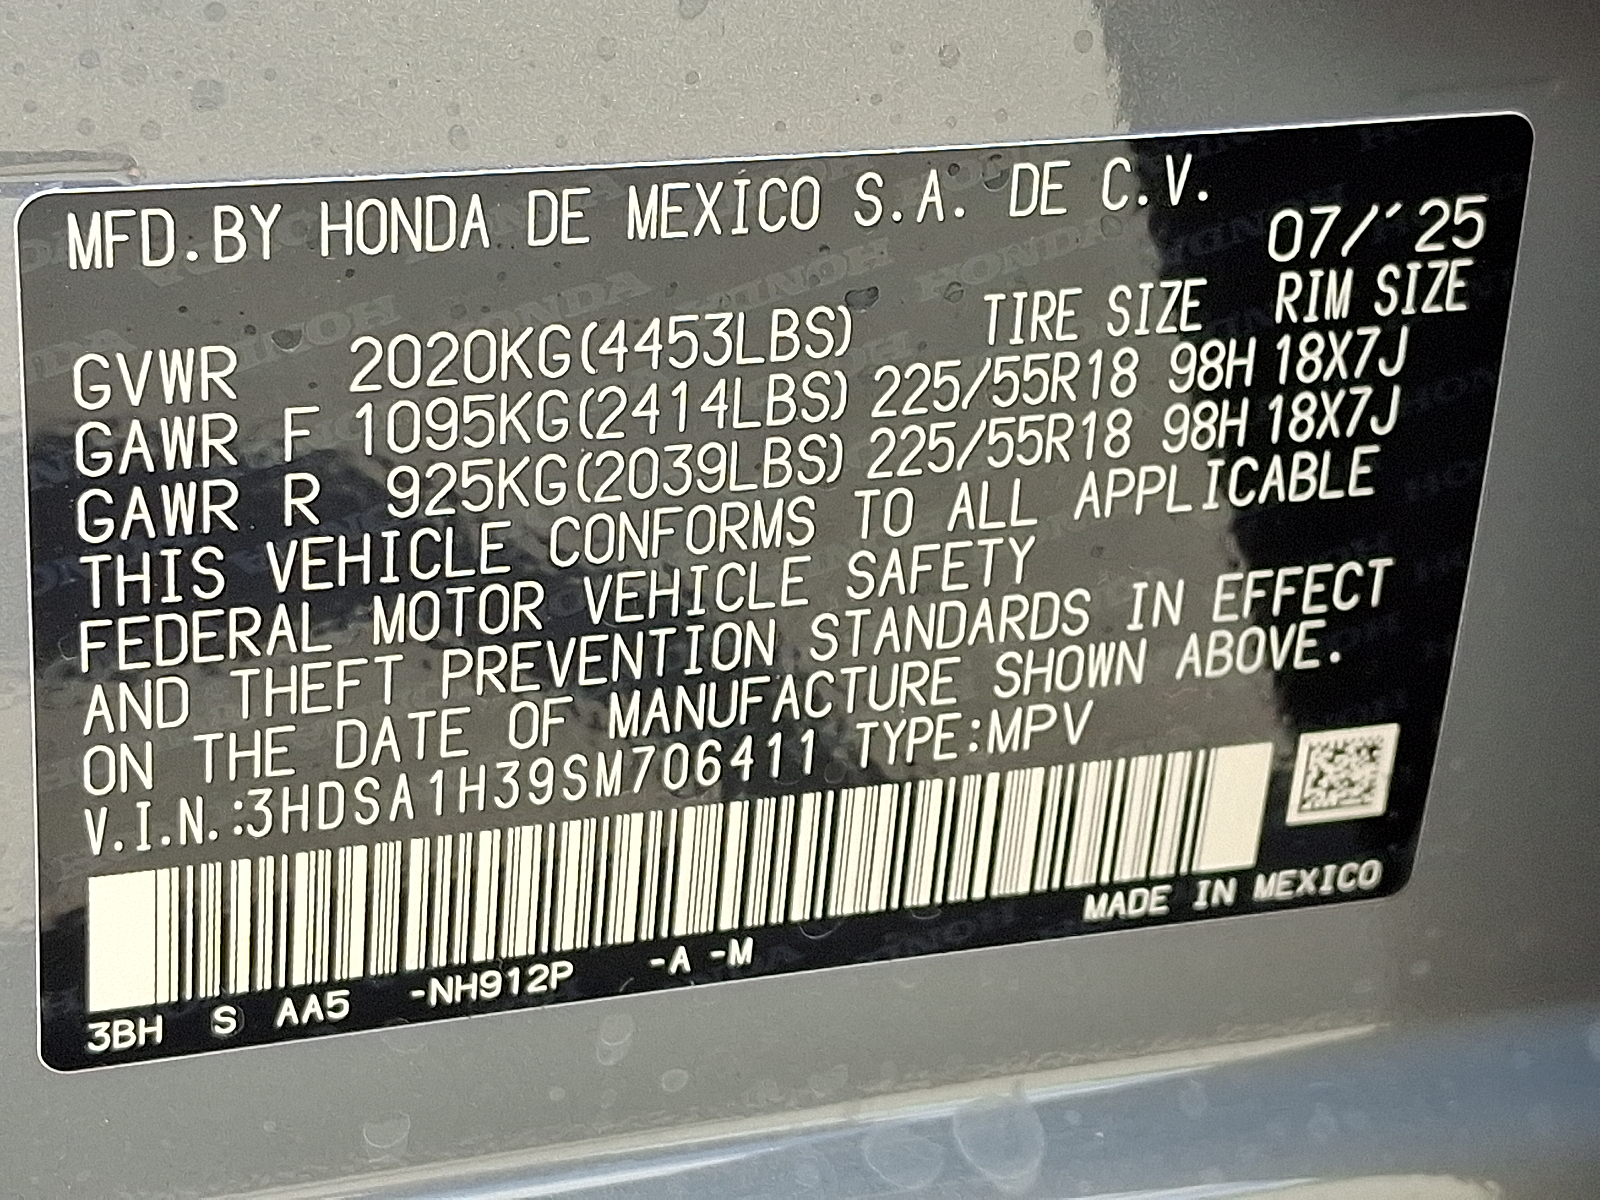 MFD.BY HONDA DE MEXICO S.A. DE C.V.
07/´25
TIRE SIZE RIM SIZE
GVWR 2020KG(4453LBS)
GAWR F 1095KG(2414LBS) 225/55R18 98H 18X7J
GAWR R 925KG(2039LBS) 225/55R18 98H 18X7J
THIS VEHICLE CONFORMS TO ALL APPLICABLE
FEDERAL MOTOR VEHICLE SAFETY
AND THEFT PREVENTION STANDARDS IN EFFECT
ON THE DATE OF MANUFACTURE SHOWN ABOVE.
V.I.N.:3HDSA1H39SM706411 TYPE:MPV
MADE IN MEXICO
3BH S AA5 -NH912P -A -M